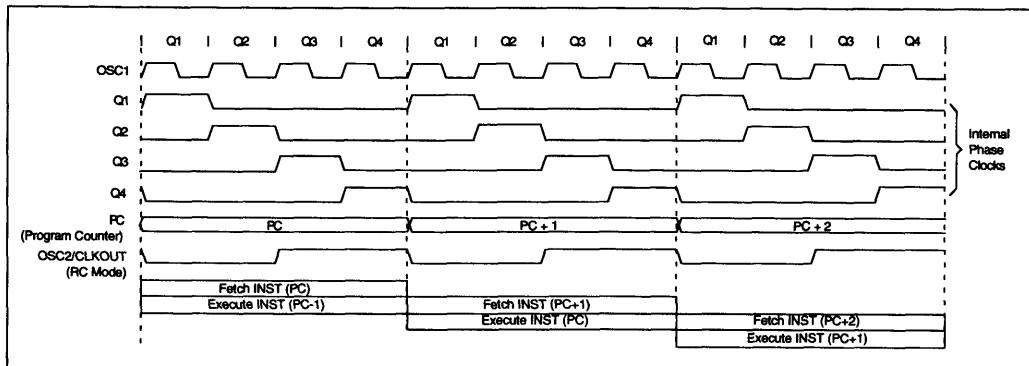 Q1 | Q2 | Q3 | Q4 | Q1 | Q2 | Q3 | Q4 | Q1 | Q2 | Q3 | Q4
OSC1
Q1
Q2
Q3
Q4
Internal
Phase
Clocks
PC
(Program Counter)
PC
PC + 1
PC + 2
OSC2/CLKOUT
(RC Mode)
Fetch INST (PC)
Execute INST (PC-1)
Fetch INST (PC+1)
Execute INST (PC)
Fetch INST (PC+2)
Execute INST (PC+1)